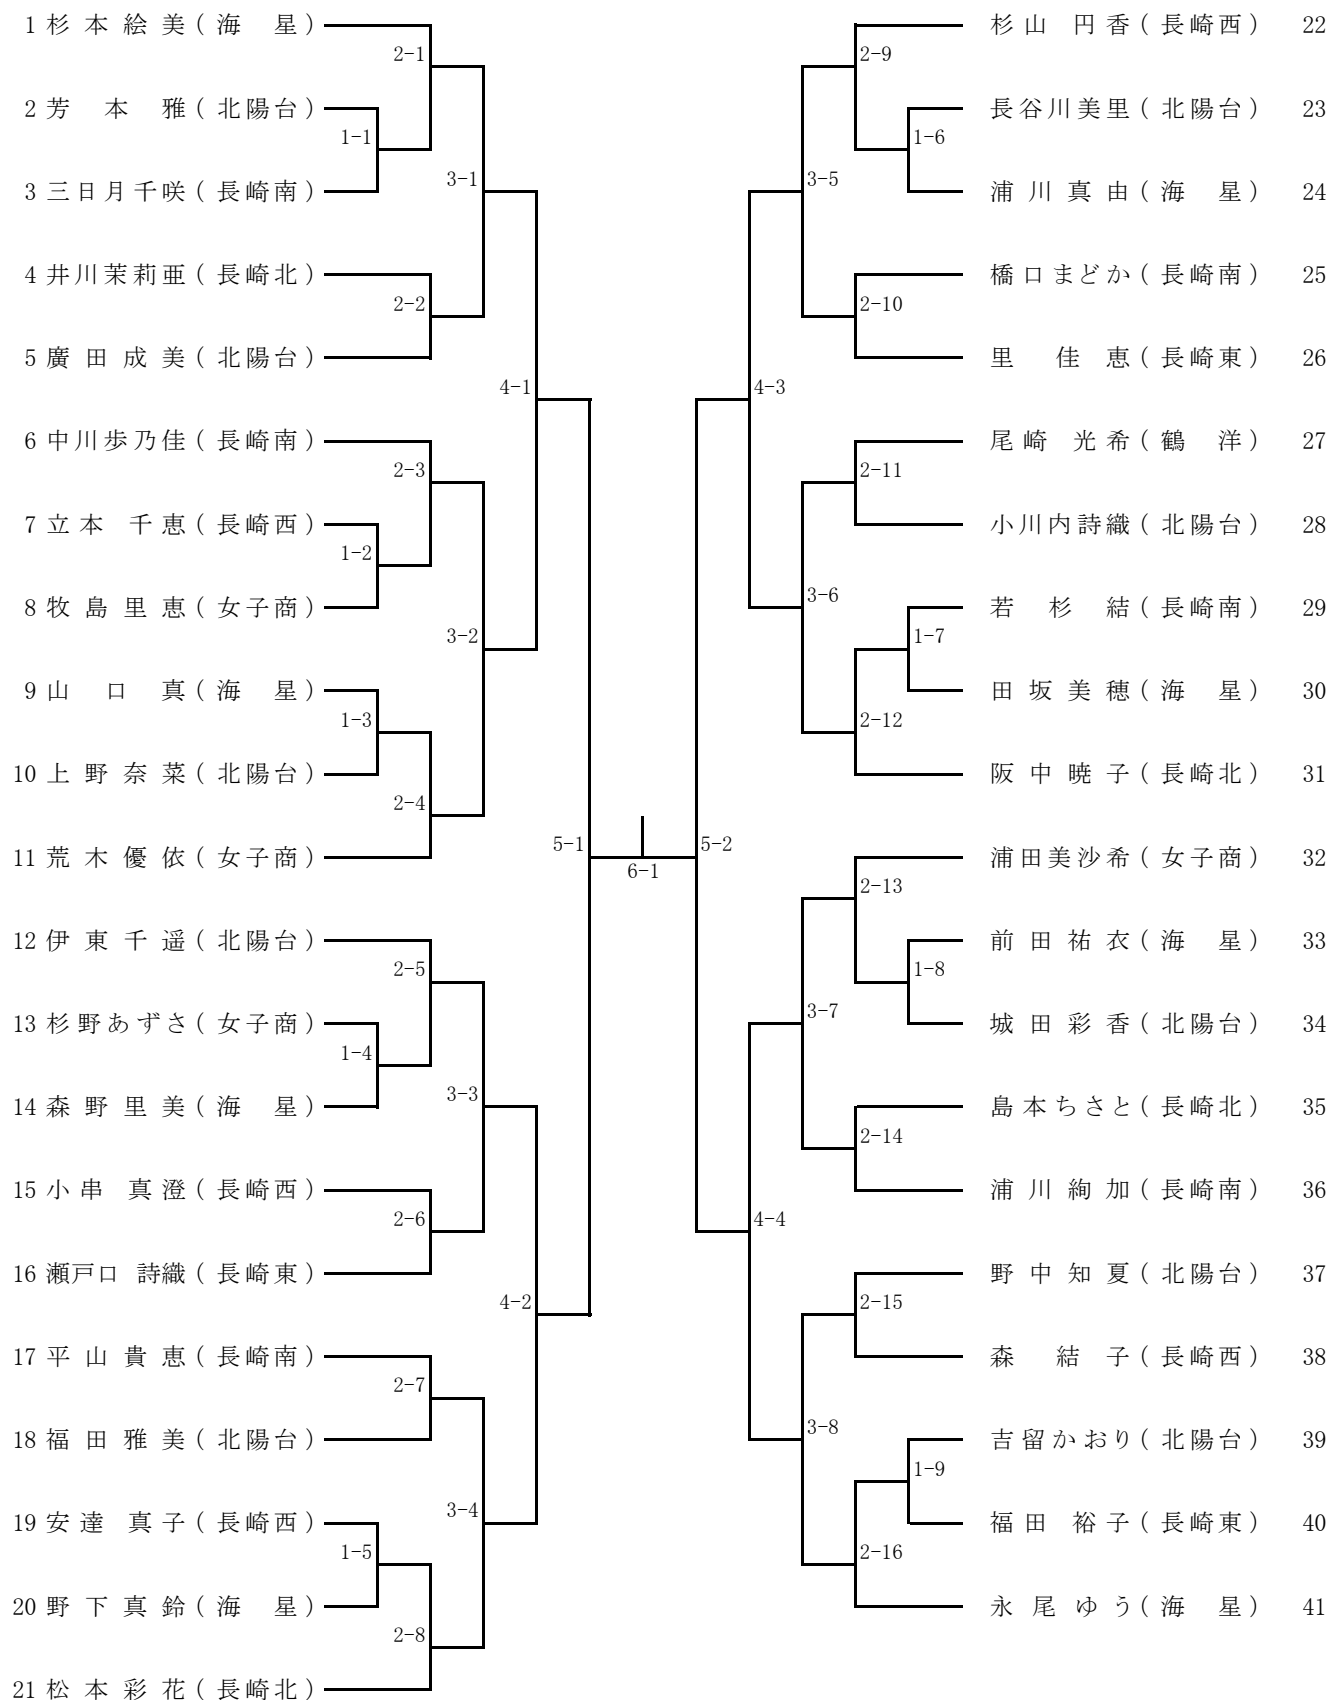 1 杉本絵美(海　星)
2-1
2 芳本雅(北陽台)
1-1
3 三日月千咲(長崎南)
3-1
4 井川茉莉亜(長崎北)
2-2
5 廣田成美(北陽台)
4-1
6 中川歩乃佳(長崎南)
2-3
7 立本千恵(長崎西)
1-2
8 牧島里恵(女子商)
3-2
9 山口真(海　星)
1-3
10 上野奈菜(北陽台)
2-4
11 荒木優依(女子商)
5-1
12 伊東千遥(北陽台)
2-5
13 杉野あずさ(女子商)
1-4
14 森野里美(海　星)
3-3
15 小串真澄(長崎西)
2-6
16 瀬戸口詩織(長崎東)
4-2
17 平山貴恵(長崎南)
2-7
18 福田雅美(北陽台)
3-4
19 安達真子(長崎西)
1-5
20 野下真鈴(海　星)
2-8
21 松本彩花(長崎北)
6-1
杉山円香(長崎西) 22
2-9
長谷川美里(北陽台) 23
1-6
浦川真由(海　星) 24
3-5
橋口まどか(長崎南) 25
2-10
里佳恵(長崎東) 26
4-3
尾崎光希(鶴　洋) 27
2-11
小川内詩織(北陽台) 28
3-6
若杉結(長崎南) 29
1-7
田坂美穂(海　星) 30
2-12
阪中暁子(長崎北) 31
5-2
浦田美沙希(女子商) 32
2-13
前田祐衣(海　星) 33
1-8
城田彩香(北陽台) 34
3-7
島本ちさと(長崎北) 35
2-14
浦川絢加(長崎南) 36
4-4
野中知夏(北陽台) 37
2-15
森結子(長崎西) 38
3-8
吉留かおり(北陽台) 39
1-9
福田裕子(長崎東) 40
2-16
永尾ゆう(海　星) 41